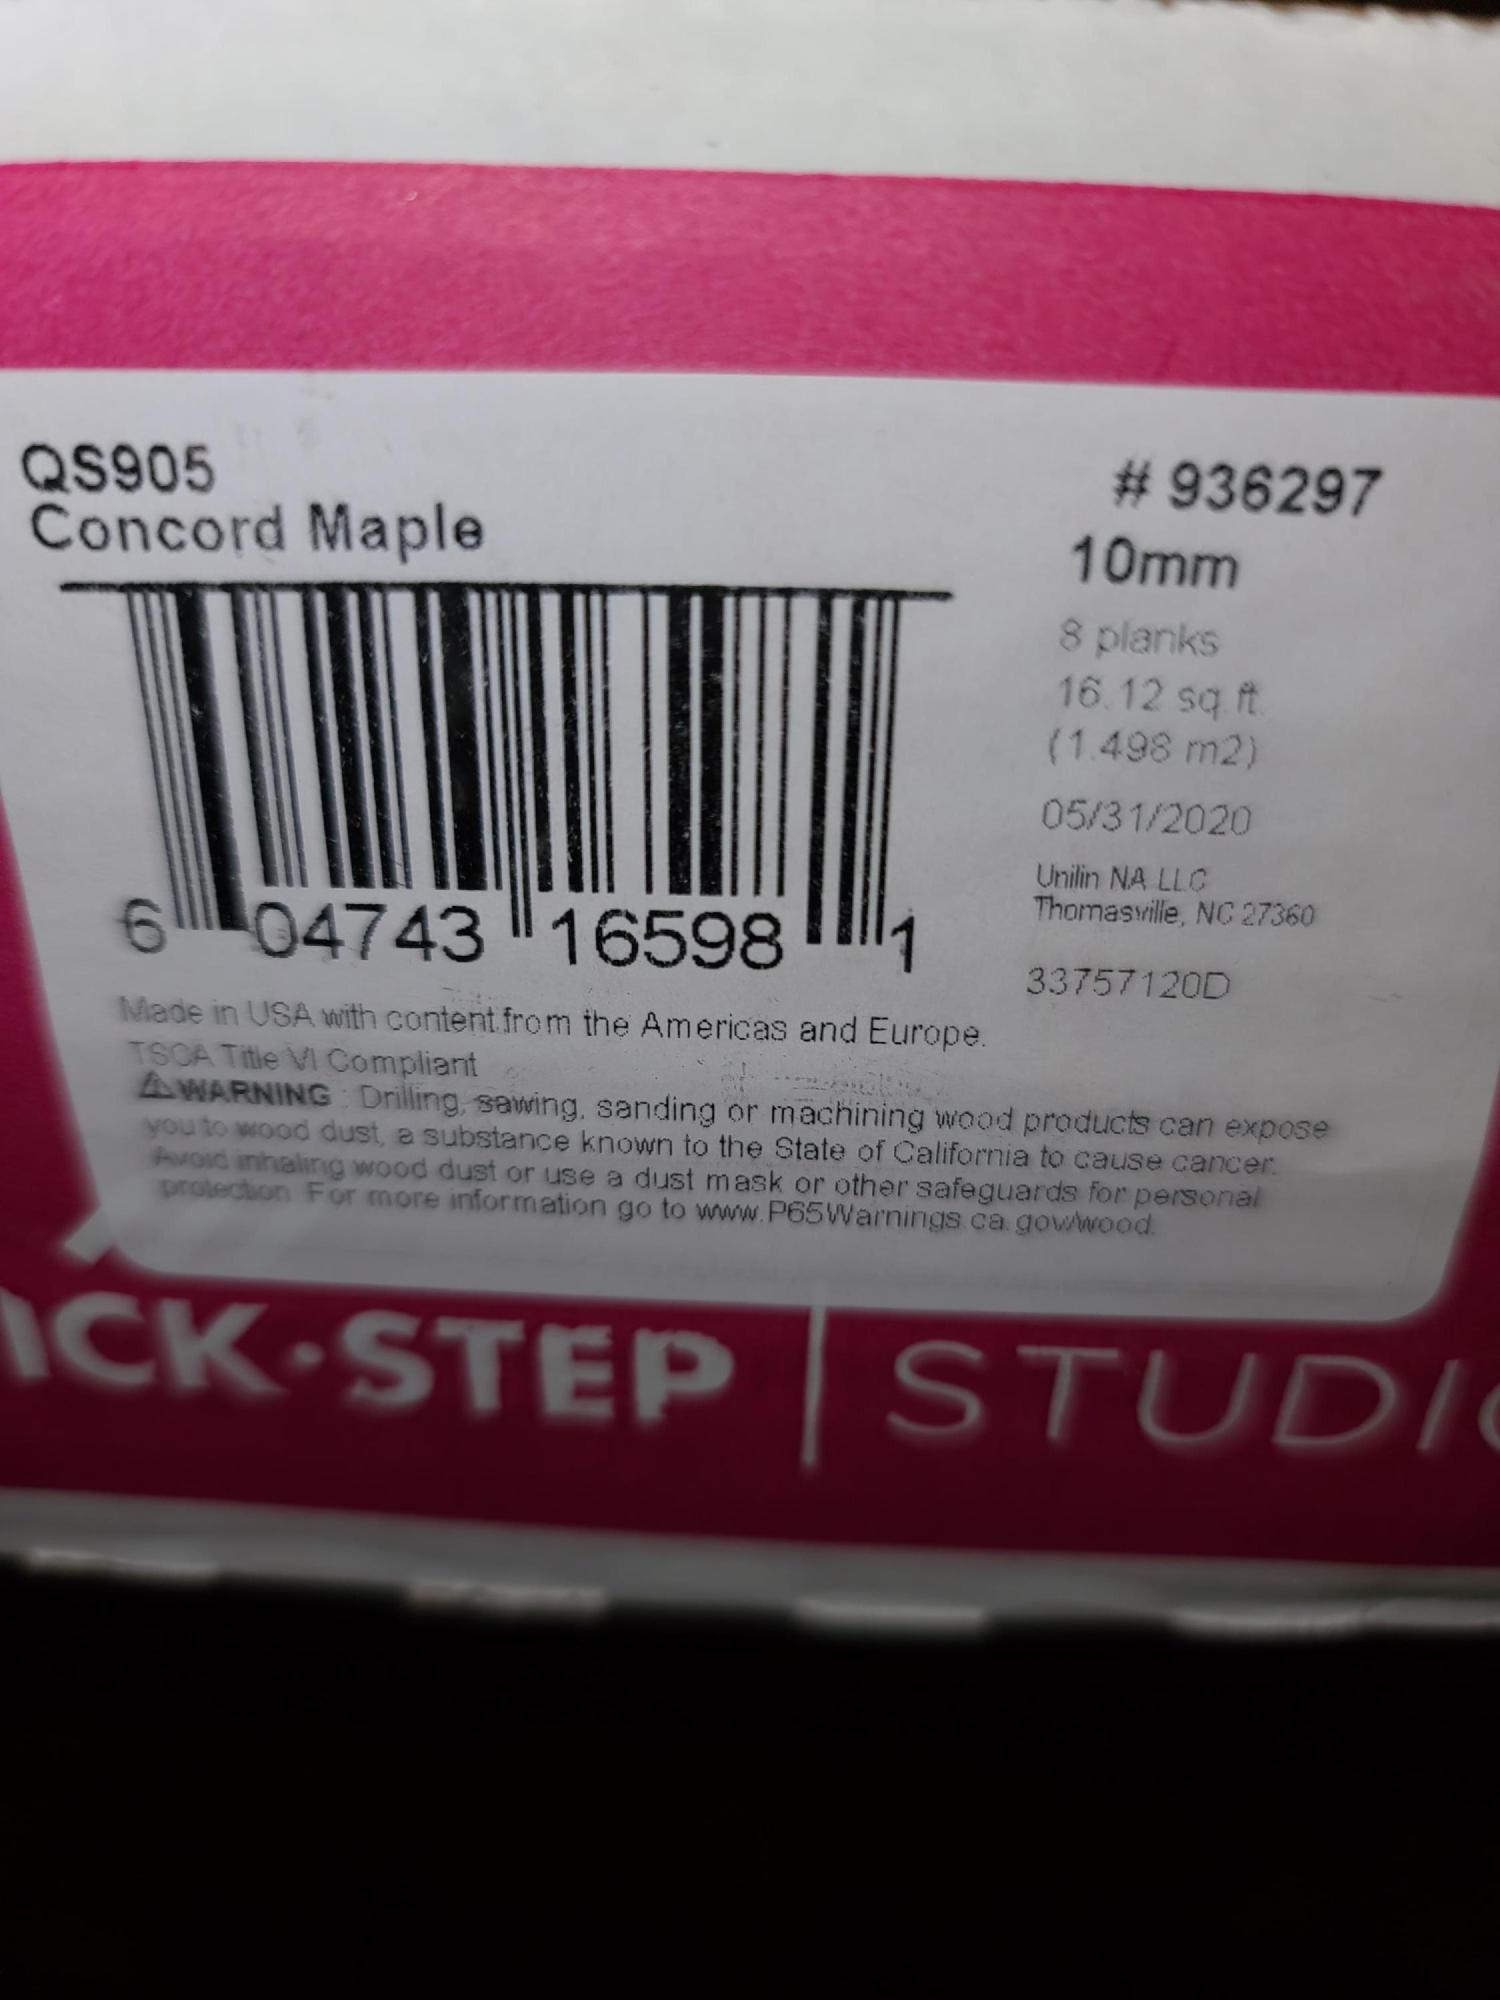 QS905
Concord Maple
# 936297
10mm
8 planks
16.12 sq.ft.
(1.498 m2)
05/31/2020
Unilin NA LLC
Thomasville, NC 27360
33757120D
6 04743 16598 1
Made in USA with content from the Americas and Europe.
TSCA Title VI Compliant
⚠WARNING : Drilling, sawing, sanding or machining wood products can expose
you to wood dust, a substance known to the State of California to cause cancer.
Avoid inhaling wood dust or use a dust mask or other safeguards for personal
protection. For more information go to www.P65Warnings.ca.gov/wood.
ICK·STEP | STUDIO